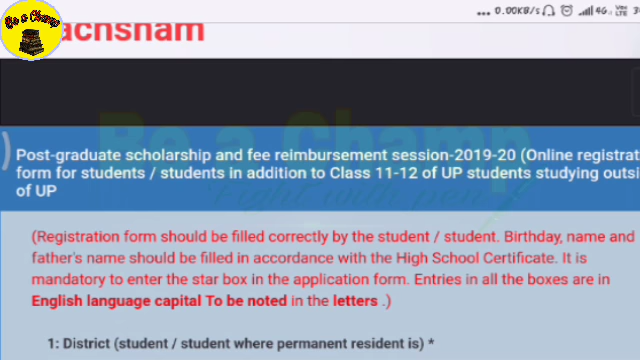 Be a Champ
0.00KB/s 4G VoLTE
achsham
Be a Champ
Post-graduate scholarship and fee reimbursement session-2019-20 (Online registrat
form for students / students in addition to Class 11-12 of UP students studying outsi
of UP
Fight with pen
(Registration form should be filled correctly by the student / student. Birthday, name and
father's name should be filled in accordance with the High School Certificate. It is
mandatory to enter the star box in the application form. Entries in all the boxes are in
English language capital To be noted in the letters .)
1: District (student / student where permanent resident is) *